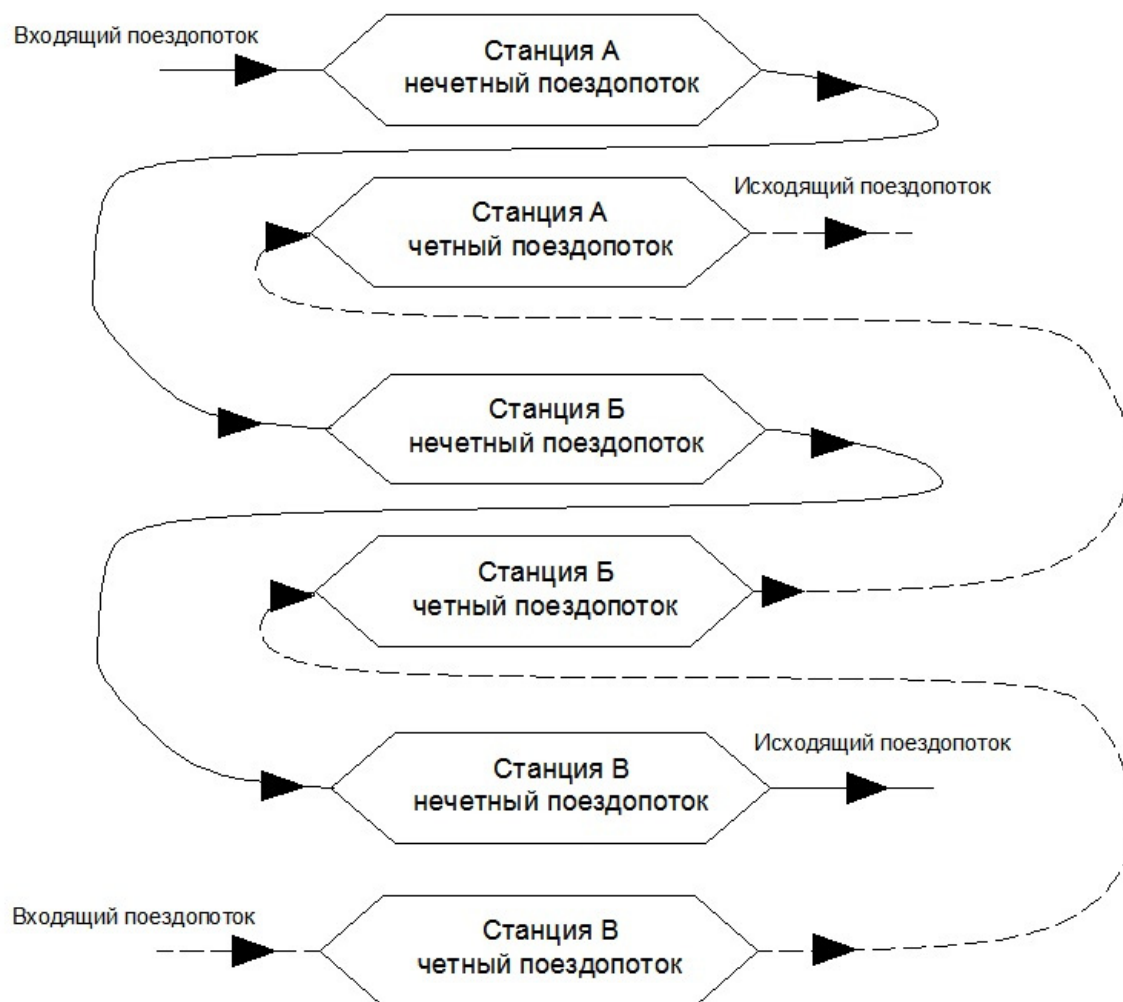 Входящий поездопоток
Станция А
нечетный поездопоток
Исходящий поездопоток
Станция А
четный поездопоток
Станция Б
нечетный поездопоток
Станция Б
четный поездопоток
Исходящий поездопоток
Станция В
нечетный поездопоток
Входящий поездопоток
Станция В
четный поездопоток